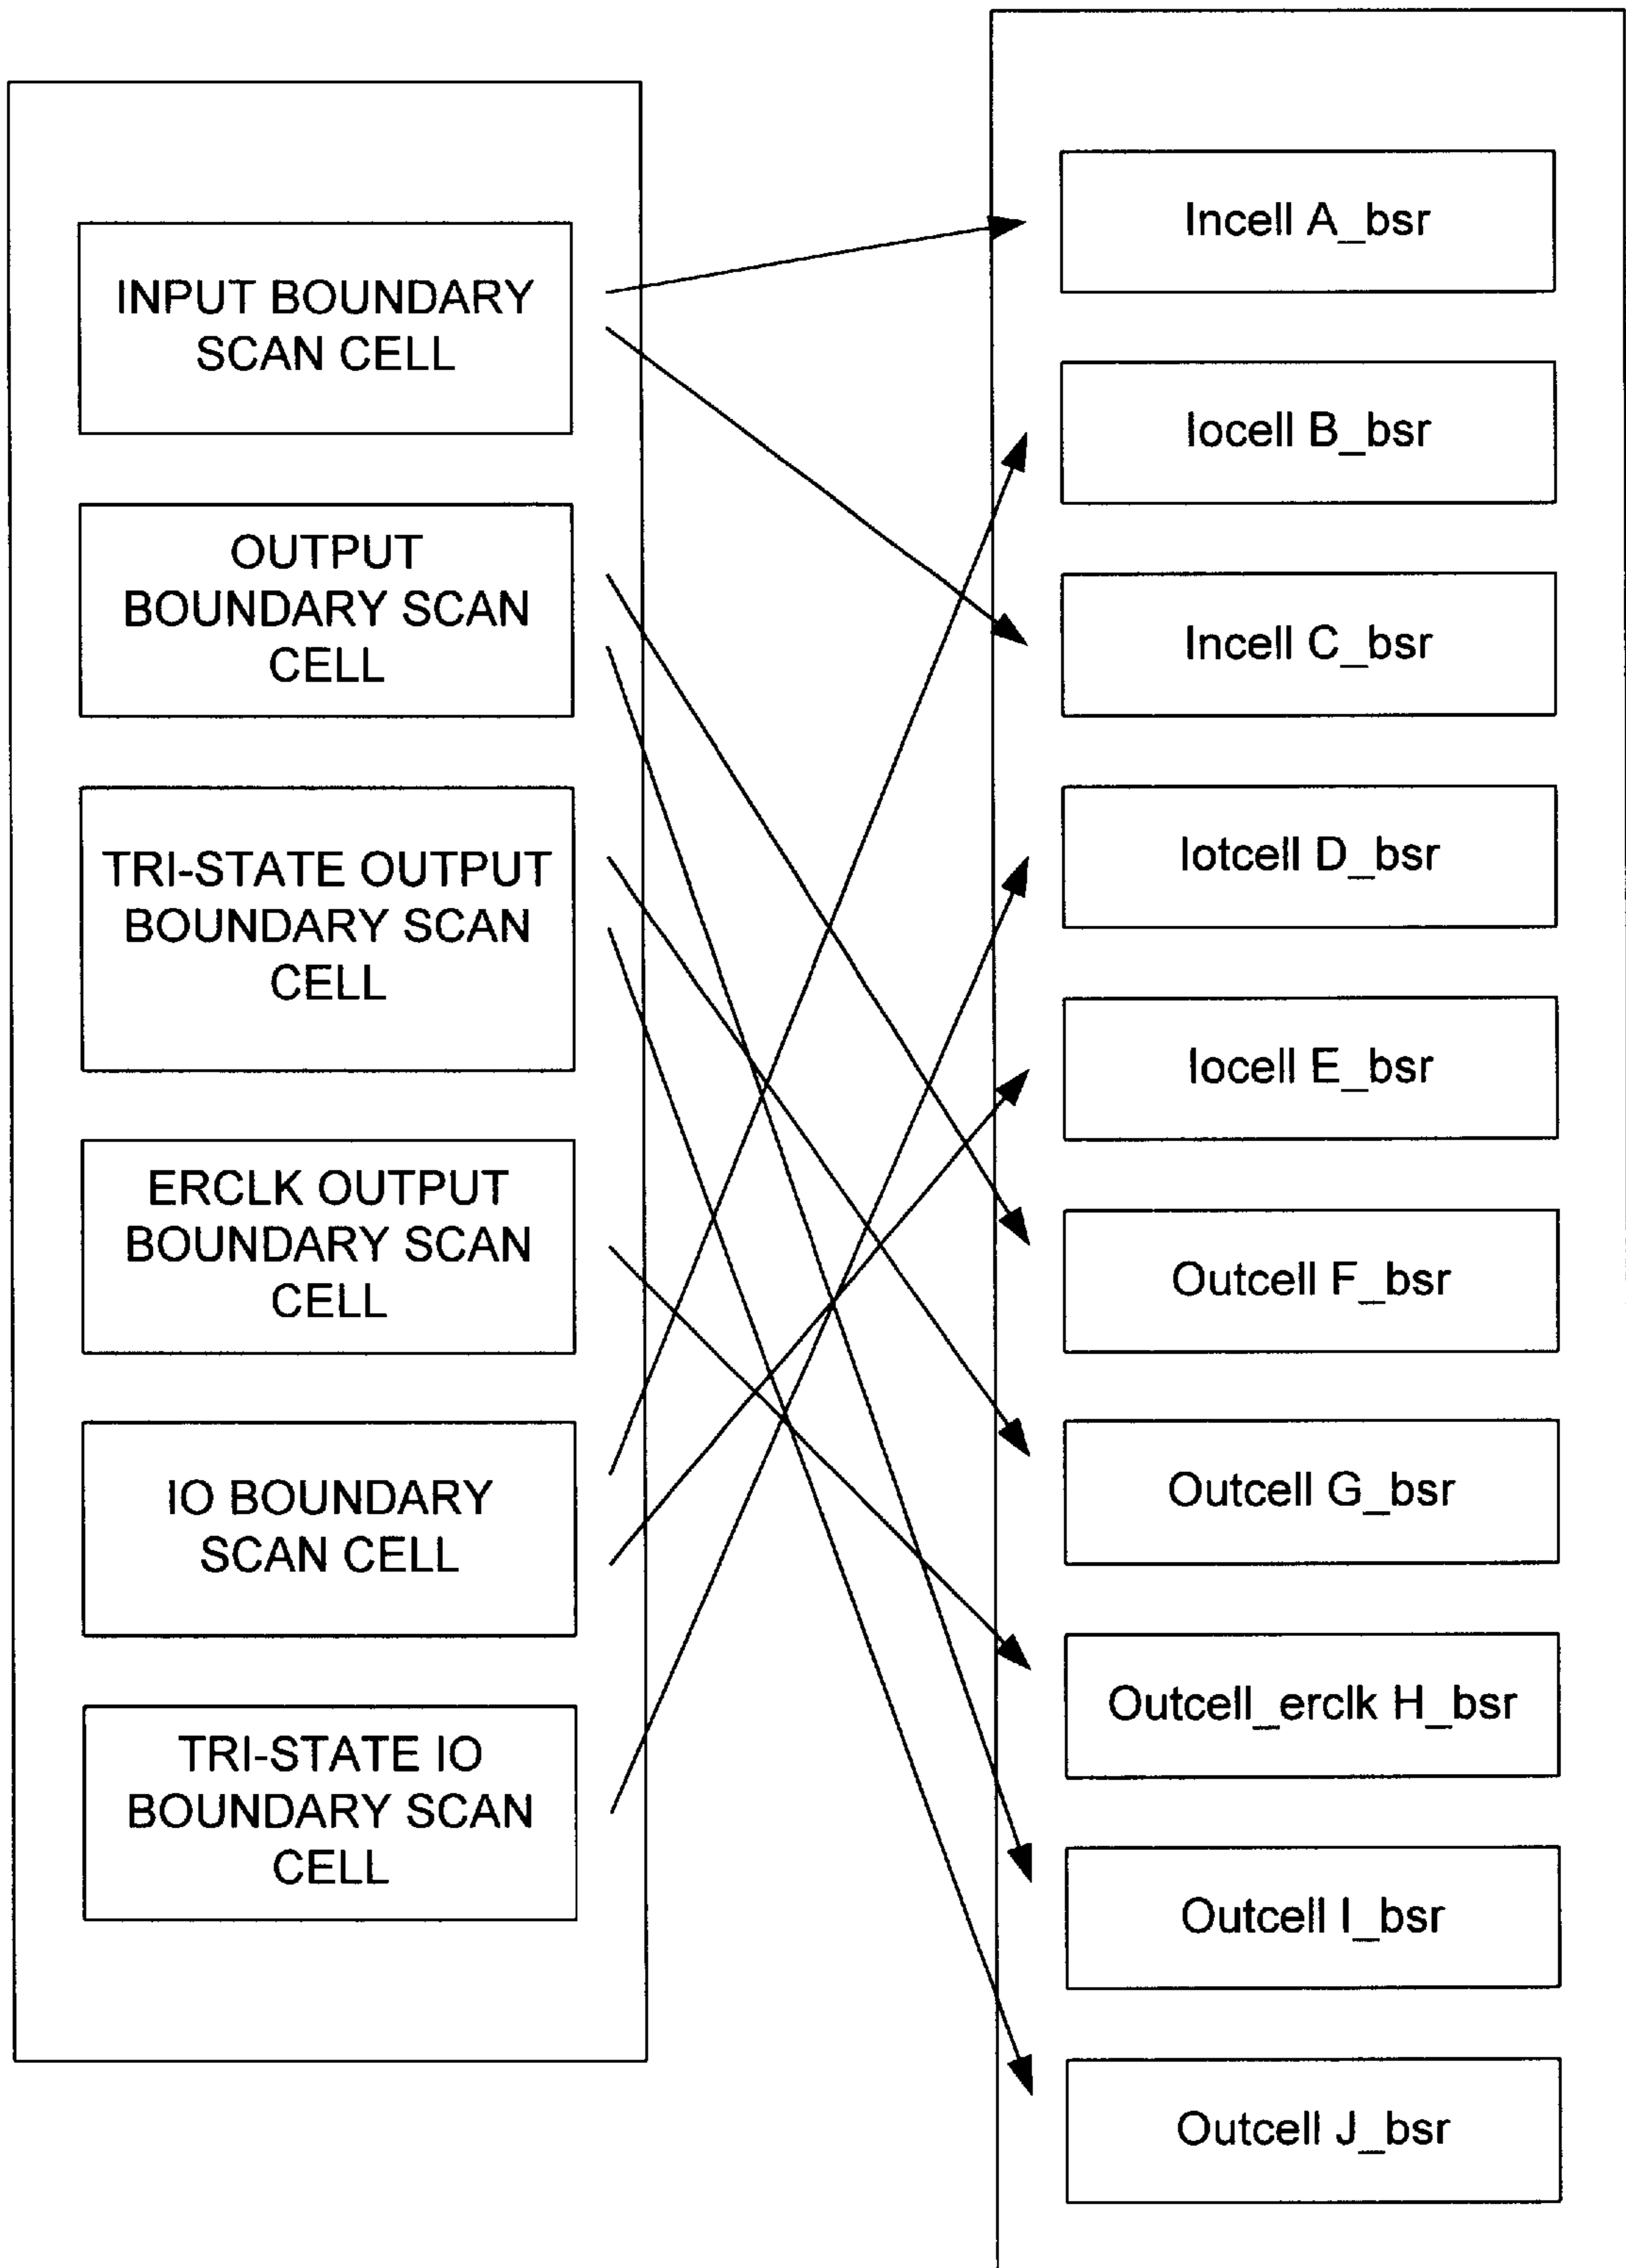 INPUT BOUNDARY
SCAN CELL
OUTPUT
BOUNDARY SCAN
CELL
TRI-STATE OUTPUT
BOUNDARY SCAN
CELL
ERCLK OUTPUT
BOUNDARY SCAN
CELL
IO BOUNDARY
SCAN CELL
TRI-STATE IO
BOUNDARY SCAN
CELL
Incell A_bsr
Iocell B_bsr
Incell C_bsr
Iotcell D_bsr
Iocell E_bsr
Outcell F_bsr
Outcell G_bsr
Outcell_erclk H_bsr
Outcell I_bsr
Outcell J_bsr